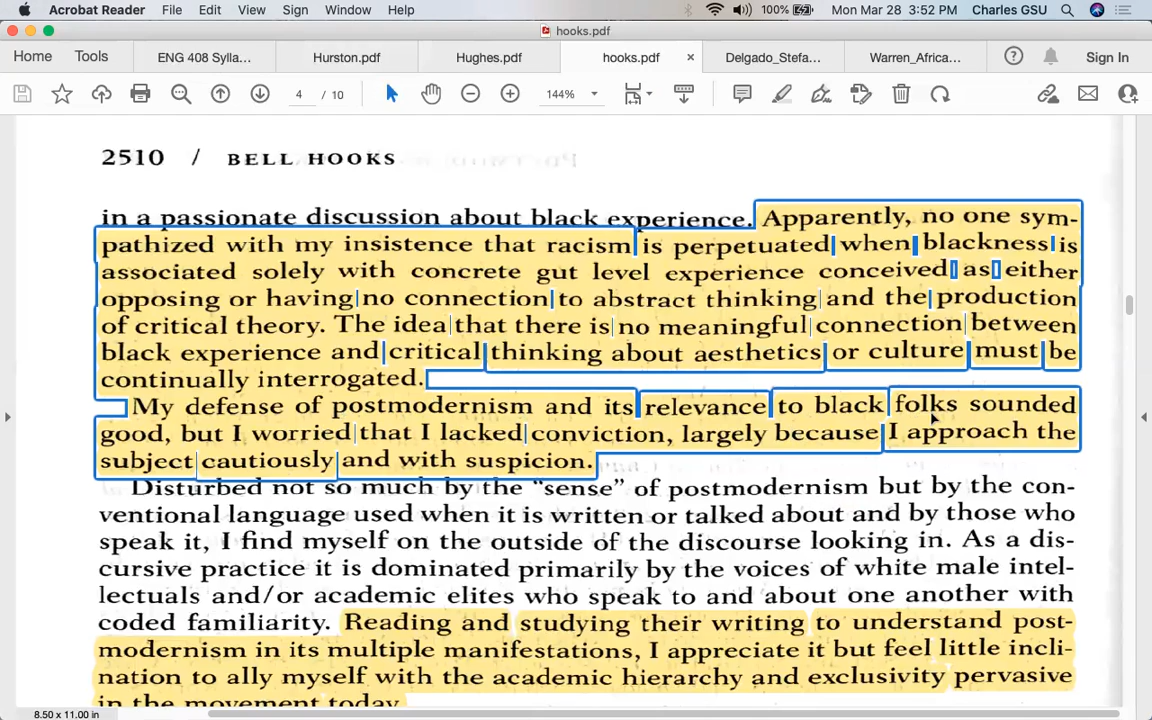 Acrobat Reader File Edit View Sign Window Help 100% Mon Mar 28 3:52 PM Charles GSU
hooks.pdf
Home Tools ENG 408 Sylla... Hurston.pdf Hughes.pdf hooks.pdf × Delgado_Stefa... Warren_Africa... Sign In
4 / 10 144%
2510 / BELL HOOKS
in a passionate discussion about black experience. Apparently, no one sym-
pathized with my insistence that racism is perpetuated when blackness is
associated solely with concrete gut level experience conceived as either
opposing or having no connection to abstract thinking and the production
of critical theory. The idea that there is no meaningful connection between
black experience and critical thinking about aesthetics or culture must be
continually interrogated.
My defense of postmodernism and its relevance to black folks sounded
good, but I worried that I lacked conviction, largely because I approach the
subject cautiously and with suspicion.
Disturbed not so much by the “sense” of postmodernism but by the con-
ventional language used when it is written or talked about and by those who
speak it, I find myself on the outside of the discourse looking in. As a dis-
cursive practice it is dominated primarily by the voices of white male intel-
lectuals and/or academic elites who speak to and about one another with
coded familiarity. Reading and studying their writing to understand post-
modernism in its multiple manifestations, I appreciate it but feel little incli-
nation to ally myself with the academic hierarchy and exclusivity pervasive
in the movement today.
8.50 x 11.00 in